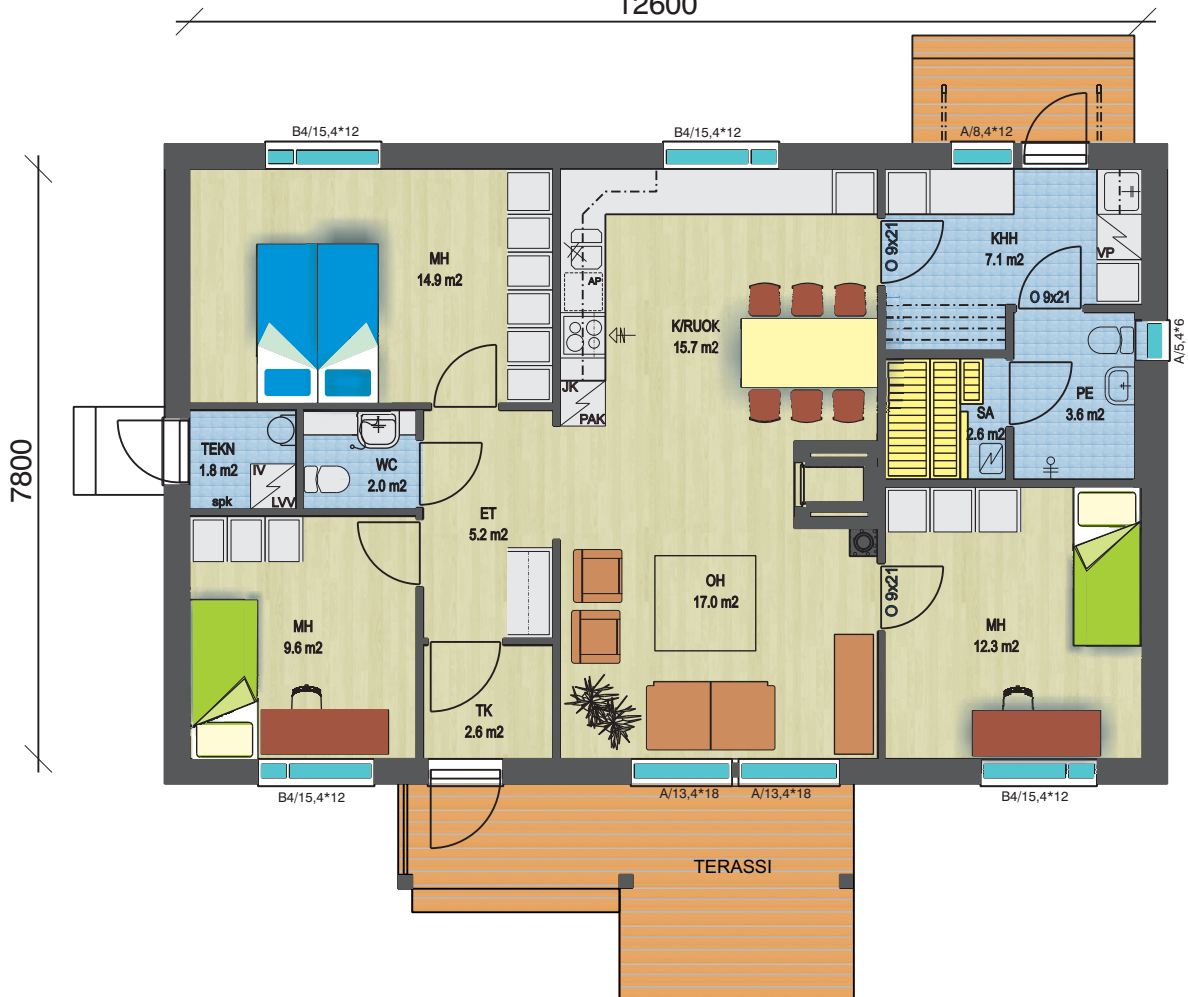 12600
B4/15,4*12
B4/15,4*12
A/8,4*12
7800
MH
14.9 m2
AP
K/RUOK
15.7 m2
JK
PAK
O 9x21
KHH
7.1 m2
VP
O 9x21
A/5,4*6
PE
3.6 m2
SA
2.6 m2
TEKN
1.8 m2
IV
spk
LVV
WC
2.0 m2
ET
5.2 m2
OH
17.0 m2
O 9x21
MH
9.6 m2
MH
12.3 m2
TK
2.6 m2
B4/15,4*12
A/13,4*18
A/13,4*18
B4/15,4*12
TERASSI